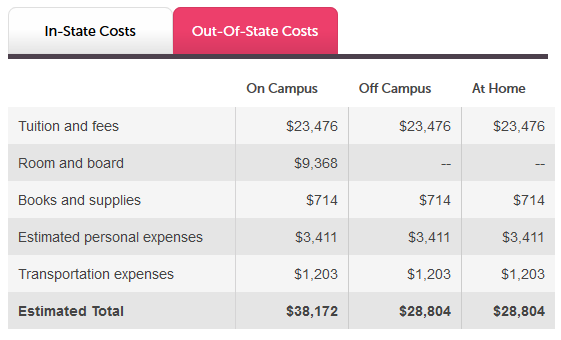 In-State Costs Out-Of-State Costs
On Campus Off Campus At Home
Tuition and fees $23,476 $23,476 $23,476
Room and board $9,368 -- --
Books and supplies $714 $714 $714
Estimated personal expenses $3,411 $3,411 $3,411
Transportation expenses $1,203 $1,203 $1,203
Estimated Total $38,172 $28,804 $28,804